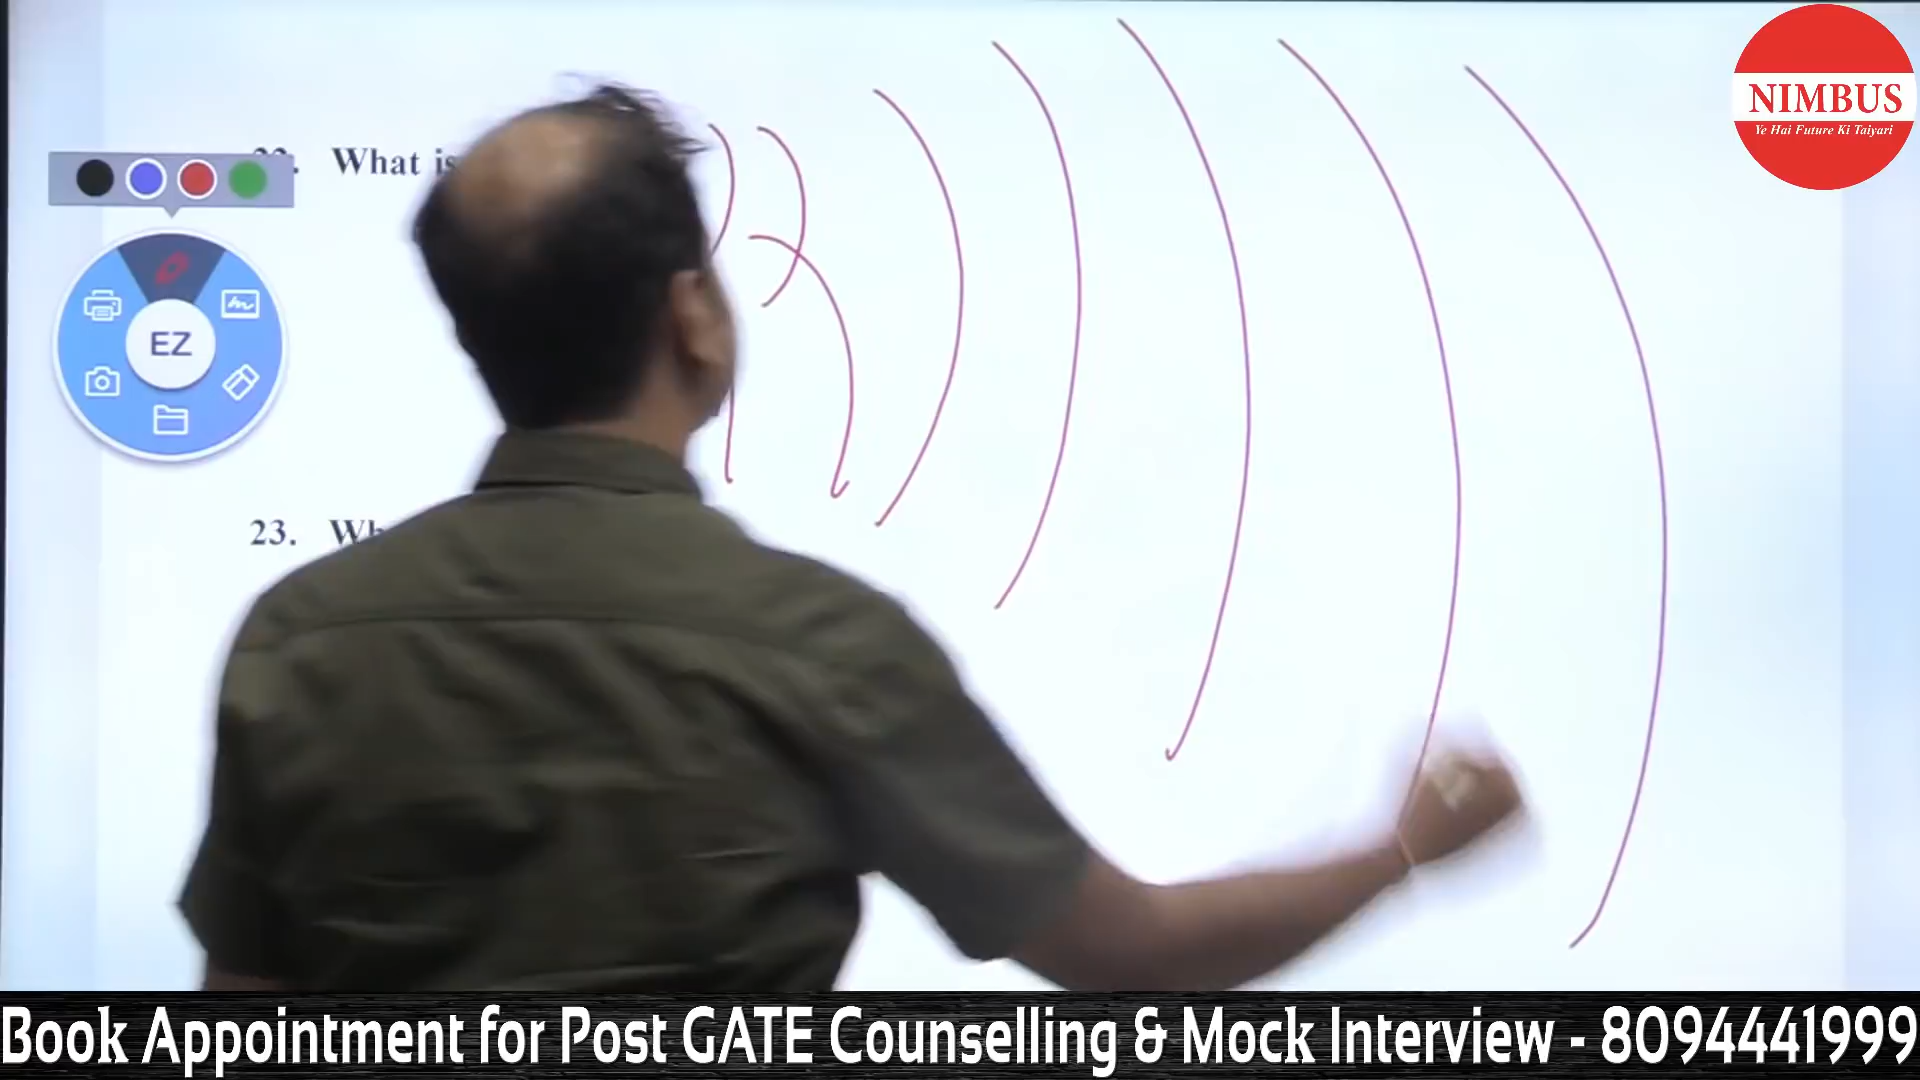 NIMBUS
Ye Hai Future Ki Taiyari
22. What is
EZ
23.
Book Appointment for Post GATE Counselling & Mock Interview - 8094441999